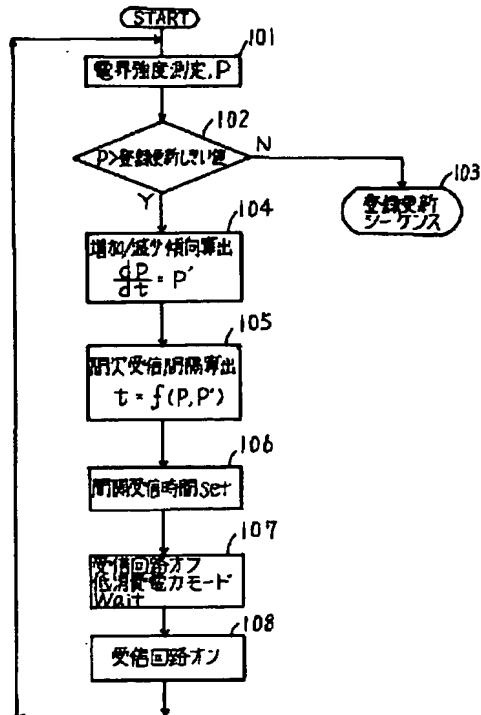 START
101
電界強度測定,P
102
P>登録更新しきい値
N
103
登録更新
シーケンス
Y
104
増加/減少傾向算出
dP/dt = P′
105
間欠受信間隔算出
t = f(P,P′)
106
間隔受信時間set
107
受信回路オフ
低消費電力モード
Wait
108
受信回路オン